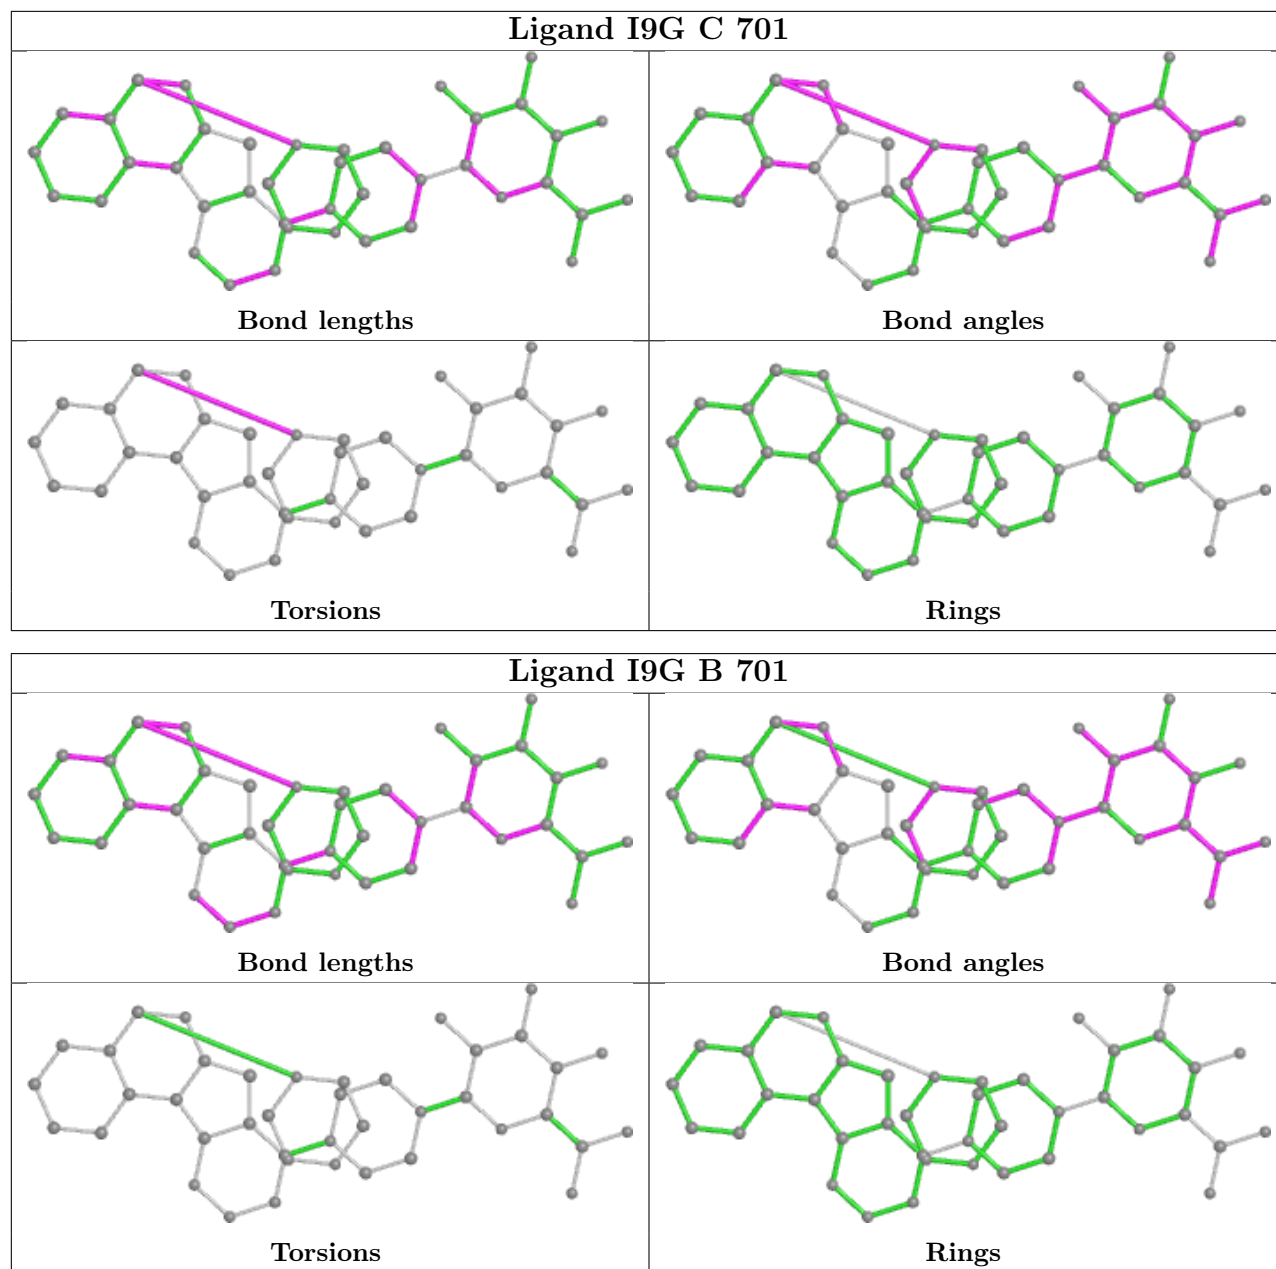 Ligand I9G C 701
Bond lengths
Bond angles
Torsions
Rings
Ligand I9G B 701
Bond lengths
Bond angles
Torsions
Rings